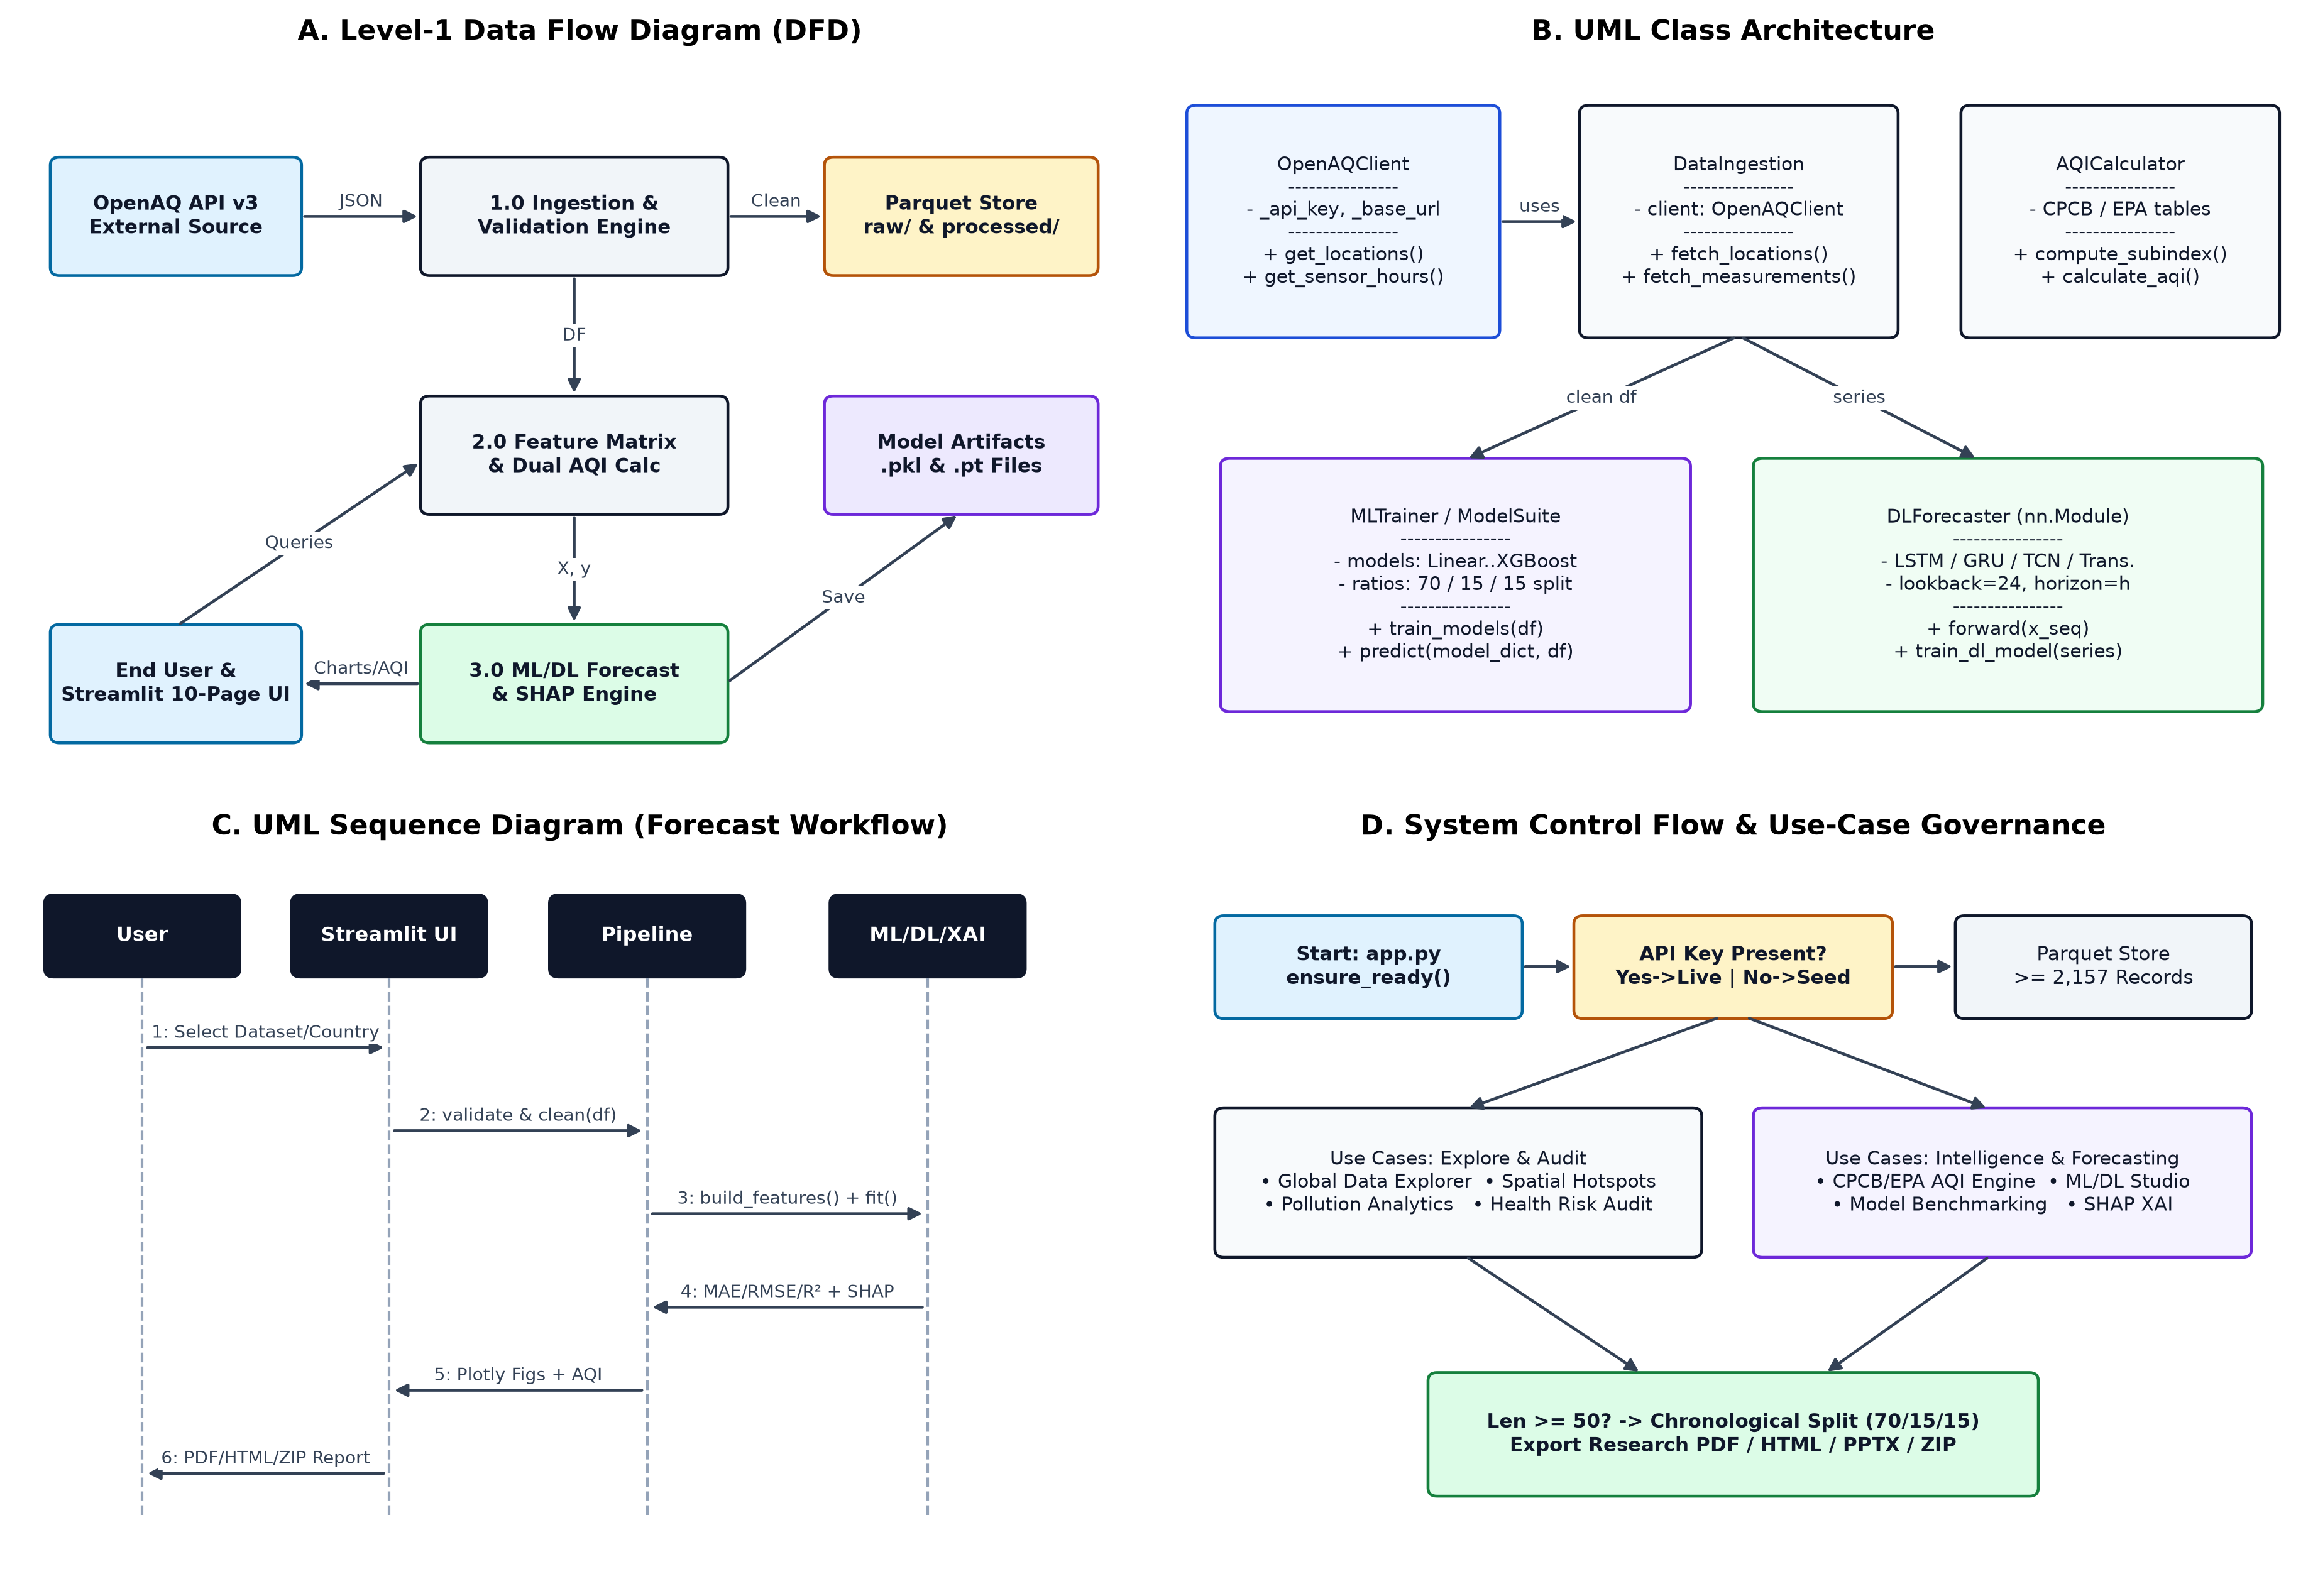 A. Level-1 Data Flow Diagram (DFD)
OpenAQ API v3
External Source
JSON
1.0 Ingestion &
Validation Engine
Clean
Parquet Store
raw/ & processed/
DF
2.0 Feature Matrix
& Dual AQI Calc
Model Artifacts
.pkl & .pt Files
Queries
X, y
Save
End User &
Streamlit 10-Page UI
Charts/AQI
3.0 ML/DL Forecast
& SHAP Engine
B. UML Class Architecture
OpenAQClient
----------------
- _api_key, _base_url
----------------
+ get_locations()
+ get_sensor_hours()
uses
DataIngestion
----------------
- client: OpenAQClient
----------------
+ fetch_locations()
+ fetch_measurements()
AQICalculator
----------------
- CPCB / EPA tables
----------------
+ compute_subindex()
+ calculate_aqi()
clean df
series
MLTrainer / ModelSuite
----------------
- models: Linear..XGBoost
- ratios: 70 / 15 / 15 split
----------------
+ train_models(df)
+ predict(model_dict, df)
DLForecaster (nn.Module)
----------------
- LSTM / GRU / TCN / Trans.
- lookback=24, horizon=h
----------------
+ forward(x_seq)
+ train_dl_model(series)
C. UML Sequence Diagram (Forecast Workflow)
User
Streamlit UI
Pipeline
ML/DL/XAI
1: Select Dataset/Country
2: validate & clean(df)
3: build_features() + fit()
4: MAE/RMSE/R² + SHAP
5: Plotly Figs + AQI
6: PDF/HTML/ZIP Report
D. System Control Flow & Use-Case Governance
Start: app.py
ensure_ready()
API Key Present?
Yes->Live | No->Seed
Parquet Store
>= 2,157 Records
Use Cases: Explore & Audit
• Global Data Explorer • Spatial Hotspots
• Pollution Analytics • Health Risk Audit
Use Cases: Intelligence & Forecasting
• CPCB/EPA AQI Engine • ML/DL Studio
• Model Benchmarking • SHAP XAI
Len >= 50? -> Chronological Split (70/15/15)
Export Research PDF / HTML / PPTX / ZIP